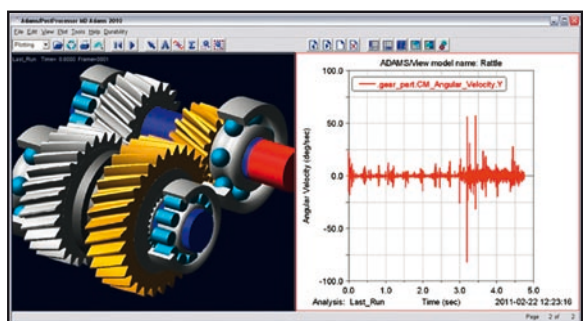 Adams/PostProcessor MD Adams 2010
File Edit View Plot Tools Help Durability
Plotting
Last_Run Time= 0.0000 Frame=0001
ADAMS/View model name: Rattle
gear_part.CM_Angular_Velocity.Y
Angular Velocity (deg/sec)
100.0
50.0
0.0
-50.0
-100.0
0.0 1.0 2.0 3.0 4.0 5.0
Analysis: Last_Run Time (sec) 2011-02-22 12:23:16
Page 2 of 2